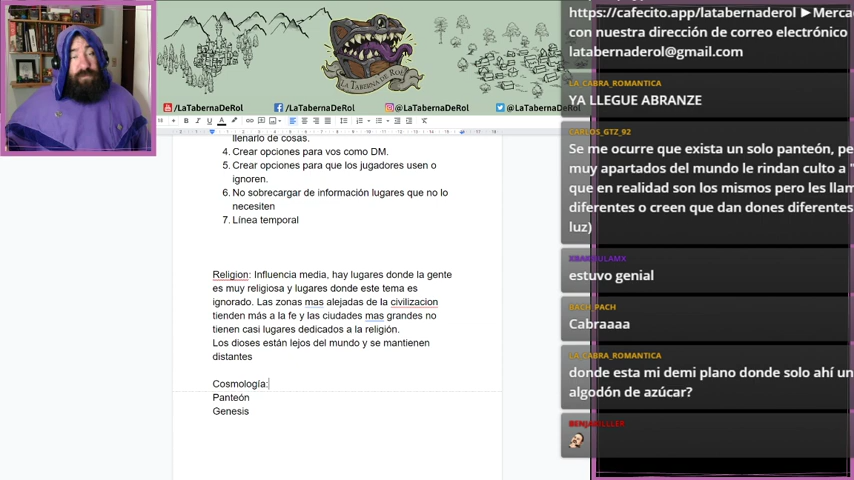 LA TABERNA DE ROL
/LaTabernaDeRol
/LaTabernaDeRol
@LaTabernaDeRol
@LaTabernaDeRol
llenarlo de cosas.
4. Crear opciones para vos como DM.
5. Crear opciones para que los jugadores usen o
ignoren.
6. No sobrecargar de información lugares que no lo
necesiten
7. Línea temporal
Religion: Influencia media, hay lugares donde la gente
es muy religiosa y lugares donde este tema es
ignorado. Las zonas mas alejadas de la civilizacion
tienden más a la fe y las ciudades mas grandes no
tienen casi lugares dedicados a la religión.
Los dioses están lejos del mundo y se mantienen
distantes
Cosmología:
Panteón
Genesis
https://cafecito.app/latabernaderol ►Merca
con nuestra dirección de correo electrónico
latabernaderol@gmail.com
LA_CABRA_ROMANTICA
YA LLEGUE ABRANZE
CARLOS_GTZ_92
Se me ocurre que exista un solo panteón, pe
muy apartados del mundo le rindan culto a "
que en realidad son los mismos pero les llam
diferentes o creen que dan dones diferentes
luz)
estuvo genial
BACH_PACH
Cabraaaa
LA_CABRA_ROMANTICA
donde esta mi demi plano donde solo ahí un
algodón de azúcar?